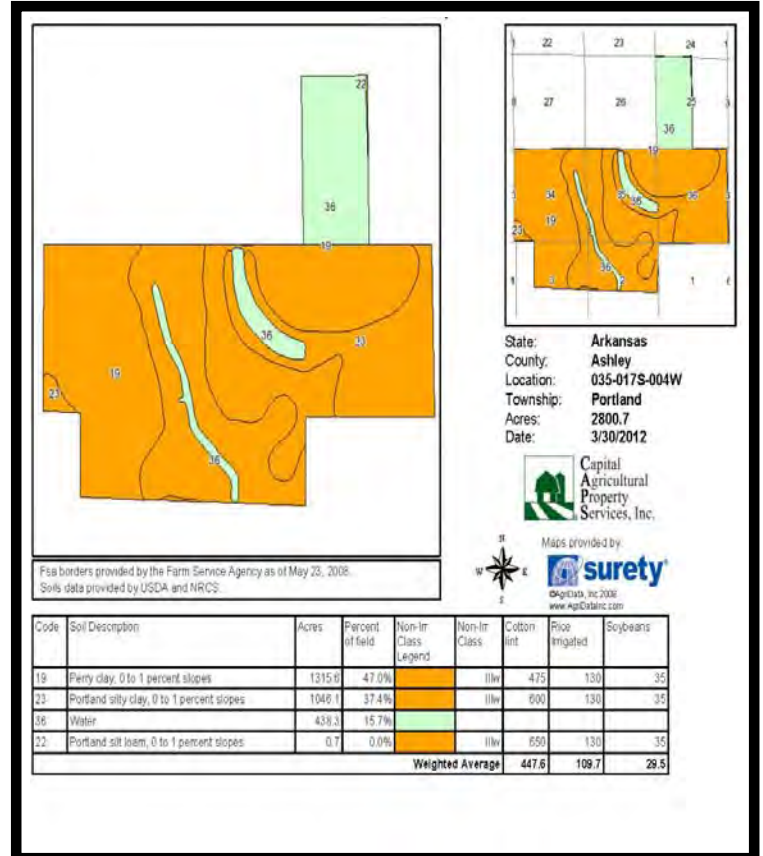 22
36
19
36
33
19
23
36
1 22 23 24 1
27 26 25
36
19
34 35 36 36
19
23
36
3 2 1 6
State: Arkansas
County: Ashley
Location: 035-017S-004W
Township: Portland
Acres: 2800.7
Date: 3/30/2012
Capital
Agricultural
Property
Services, Inc.
Maps provided by:
N
W E
S
surety
©AgriData, Inc 2008
www.AgriDataInc.com
Fsa borders provided by the Farm Service Agency as of May 23, 2008.
Soils data provided by USDA and NRCS.
Code Soil Description Acres Percent of field Non-Irr Class Legend Non-Irr Class Cotton lint Rice Irrigated Soybeans
19 Perry clay, 0 to 1 percent slopes 1315.6 47.0% IIIw 475 130 35
23 Portland silty clay, 0 to 1 percent slopes 1046.1 37.4% IIIw 600 130 35
36 Water 438.3 15.7%
22 Portland silt loam, 0 to 1 percent slopes 0.7 0.0% IIIw 650 130 35
Weighted Average 447.6 109.7 29.5